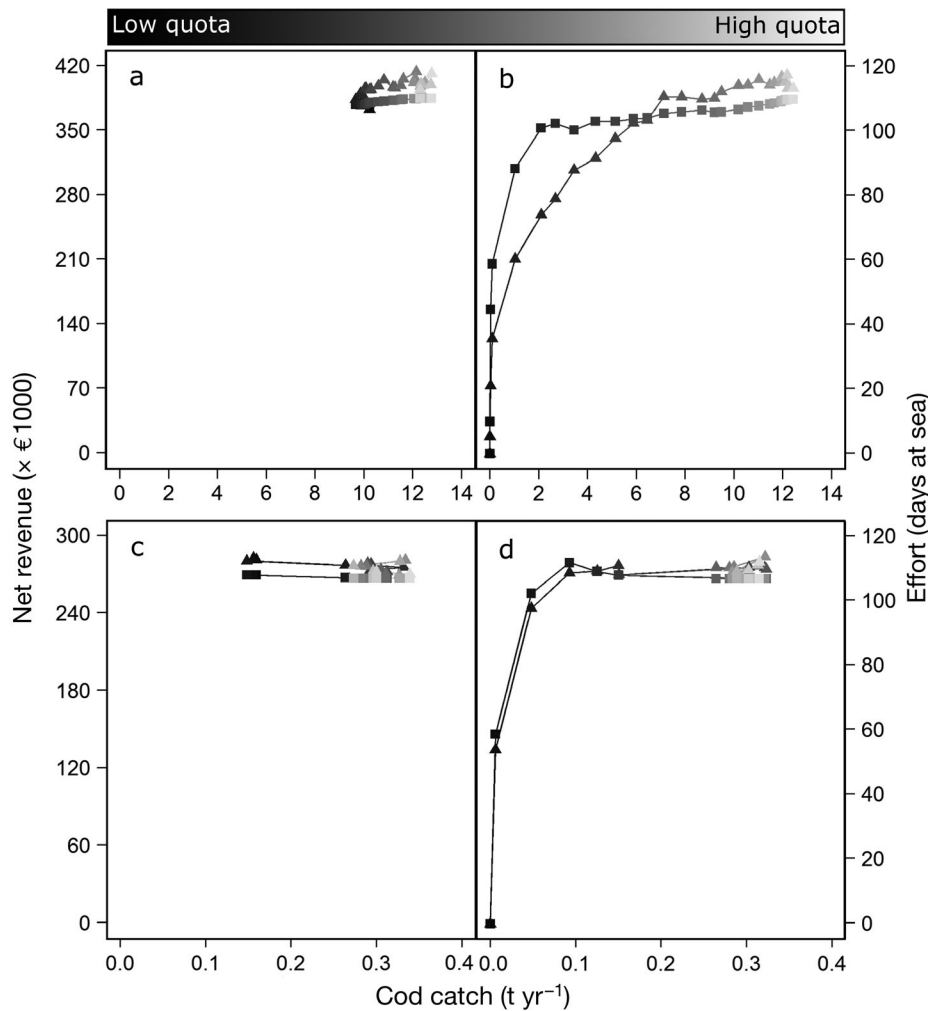 Low quota High quota
a b
420 120
350 100
280 80
210 60
140 40
70 20
0 0
0 2 4 6 8 10 12 14 0 2 4 6 8 10 12 14
c d
300 120
240 100
180 80
120 60
60 40
0 20
0
0.0 0.1 0.2 0.3 0.4 0.0 0.1 0.2 0.3 0.4
Net revenue (× €1000)
Effort (days at sea)
Cod catch (t yr⁻¹)